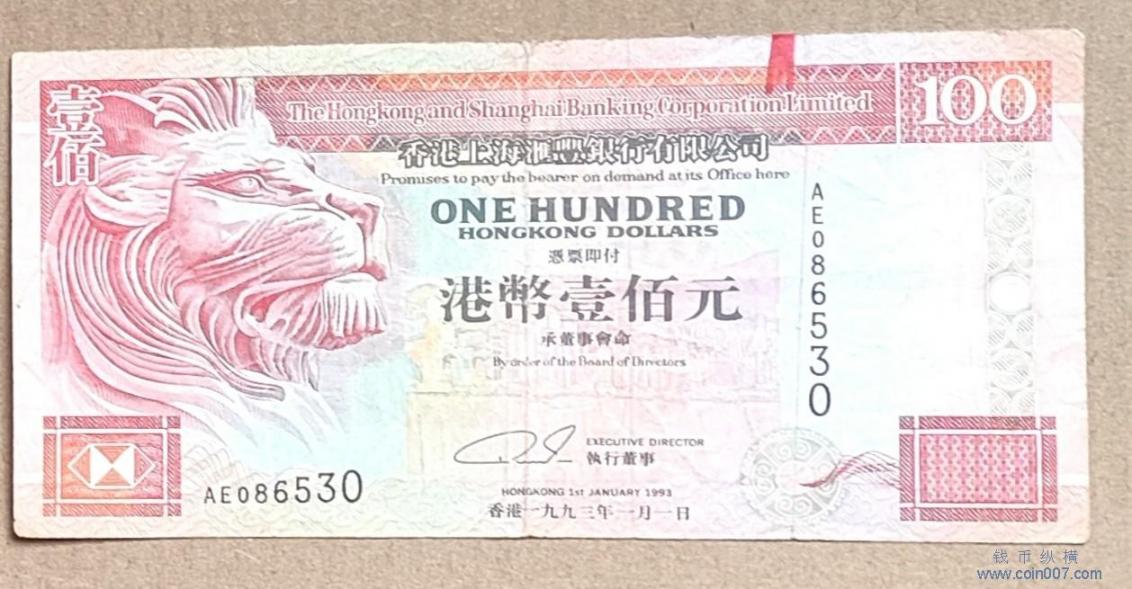 壹佰
The Hongkong and Shanghai Banking Corporation Limited
100
香港上海滙豐銀行有限公司
Promises to pay the bearer on demand at its Office here
ONE HUNDRED
HONGKONG DOLLARS
憑票即付
港幣壹佰元
承董事會命
By order of the Board of Directors
AE086530
EXECUTIVE DIRECTOR
執行董事
AE086530
HONGKONG 1st JANUARY 1993
香港一九九三年一月一日
钱币纵横
www.coin007.com